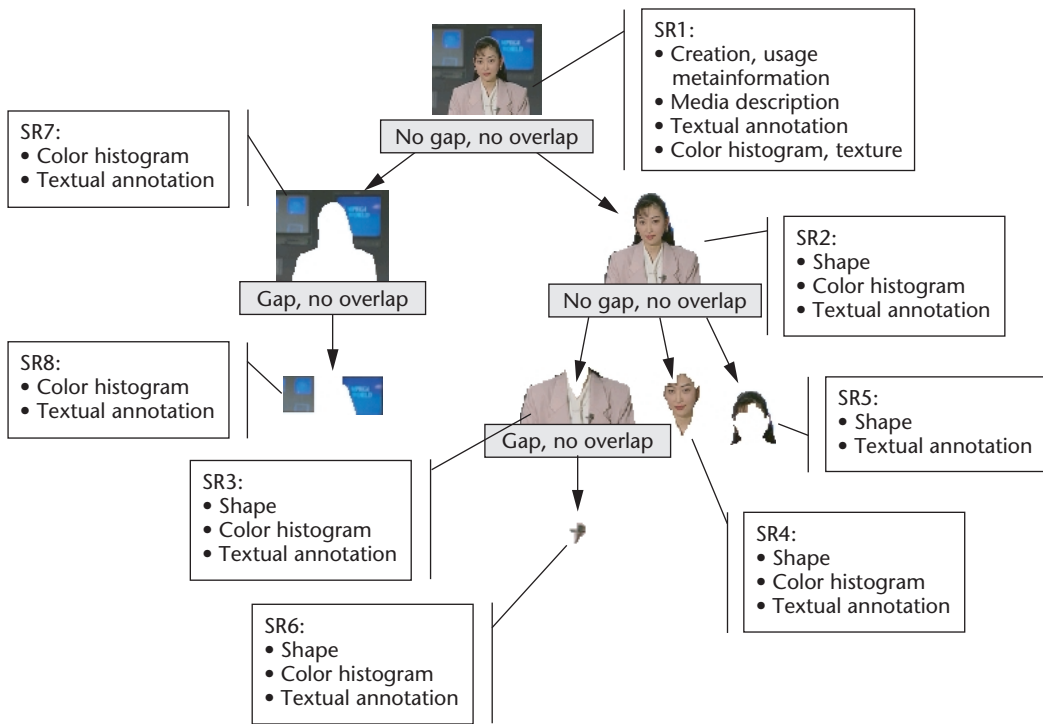 SR1:
• Creation, usage
metainformation
• Media description
• Textual annotation
• Color histogram, texture
No gap, no overlap
SR7:
• Color histogram
• Textual annotation
SR2:
• Shape
• Color histogram
• Textual annotation
Gap, no overlap
No gap, no overlap
SR8:
• Color histogram
• Textual annotation
SR5:
• Shape
• Textual annotation
Gap, no overlap
SR3:
• Shape
• Color histogram
• Textual annotation
SR4:
• Shape
• Color histogram
• Textual annotation
SR6:
• Shape
• Color histogram
• Textual annotation